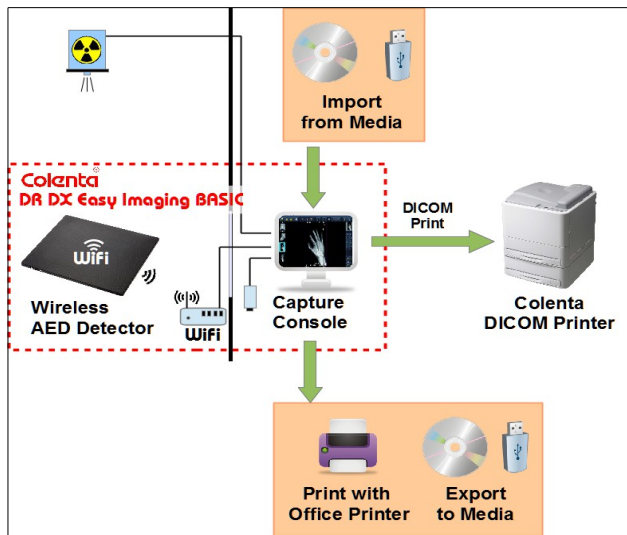 Import
from Media
Colenta
DR DX Easy Imaging BASIC
WiFi
Wireless
AED Detector
WiFi
Capture
Console
DICOM
Print
Colenta
DICOM Printer
Print with
Office Printer
Export
to Media